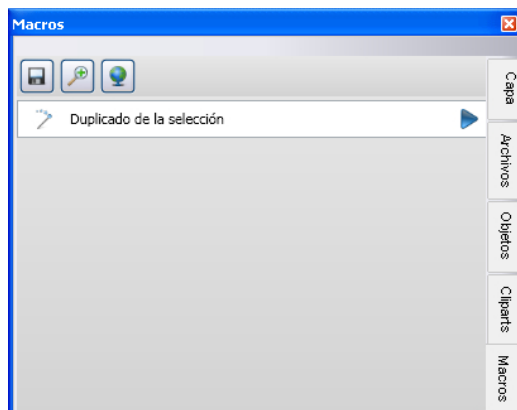 Macros
Capa
Duplicado de la selección
Archivos
Objetos
Cliparts
Macros